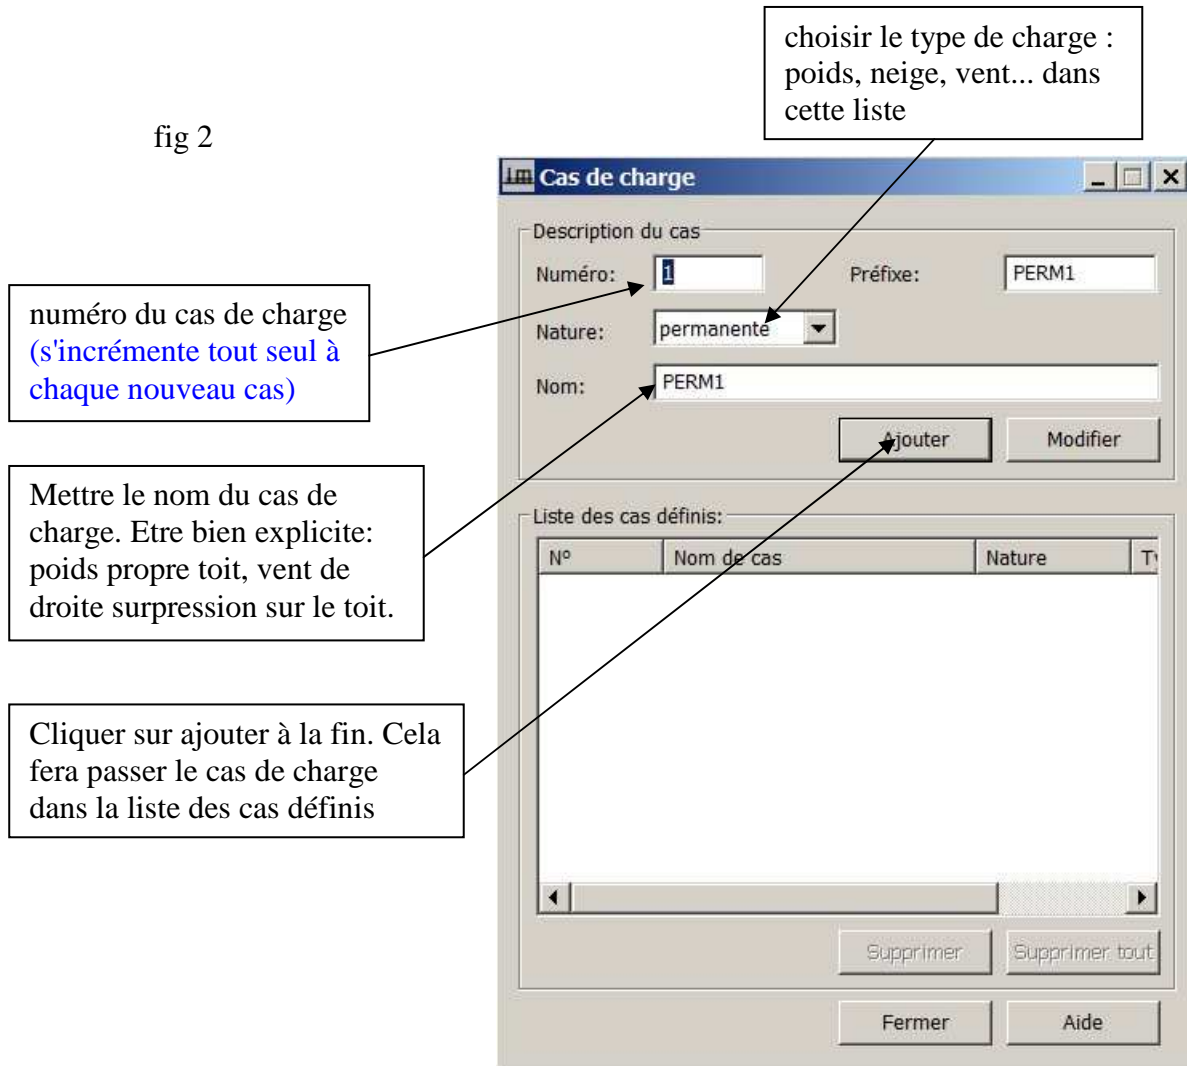 choisir le type de charge :
poids, neige, vent... dans
cette liste
fig 2
Cas de charge
Description du cas
Numéro: 1 Préfixe: PERM1
numéro du cas de charge
(s'incrémente tout seul à
chaque nouveau cas)
Nature: permanente
Nom: PERM1
Ajouter Modifier
Mettre le nom du cas de
charge. Etre bien explicite:
poids propre toit, vent de
droite surpression sur le toit.
Liste des cas définis:
Nº Nom de cas Nature
Cliquer sur ajouter à la fin. Cela
fera passer le cas de charge
dans la liste des cas définis
Supprimer Supprimer tout
Fermer Aide